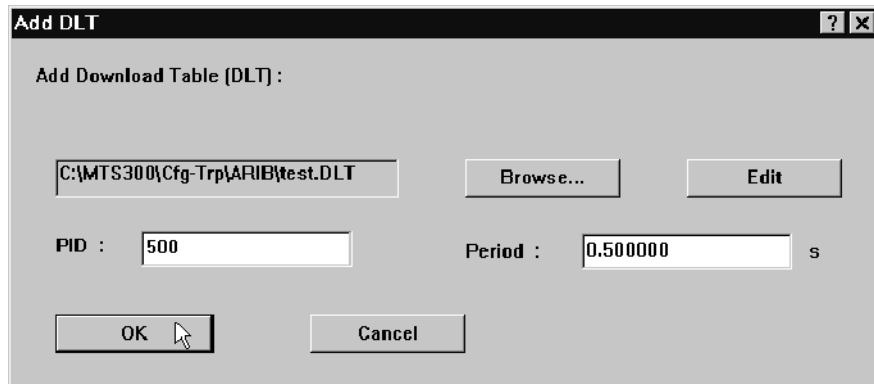 Add DLT
Add Download Table (DLT) :
C:\MTS300\Cfg-Trp\ARIB\test.DLT Browse... Edit
PID : 500 Period : 0.500000 s
OK Cancel